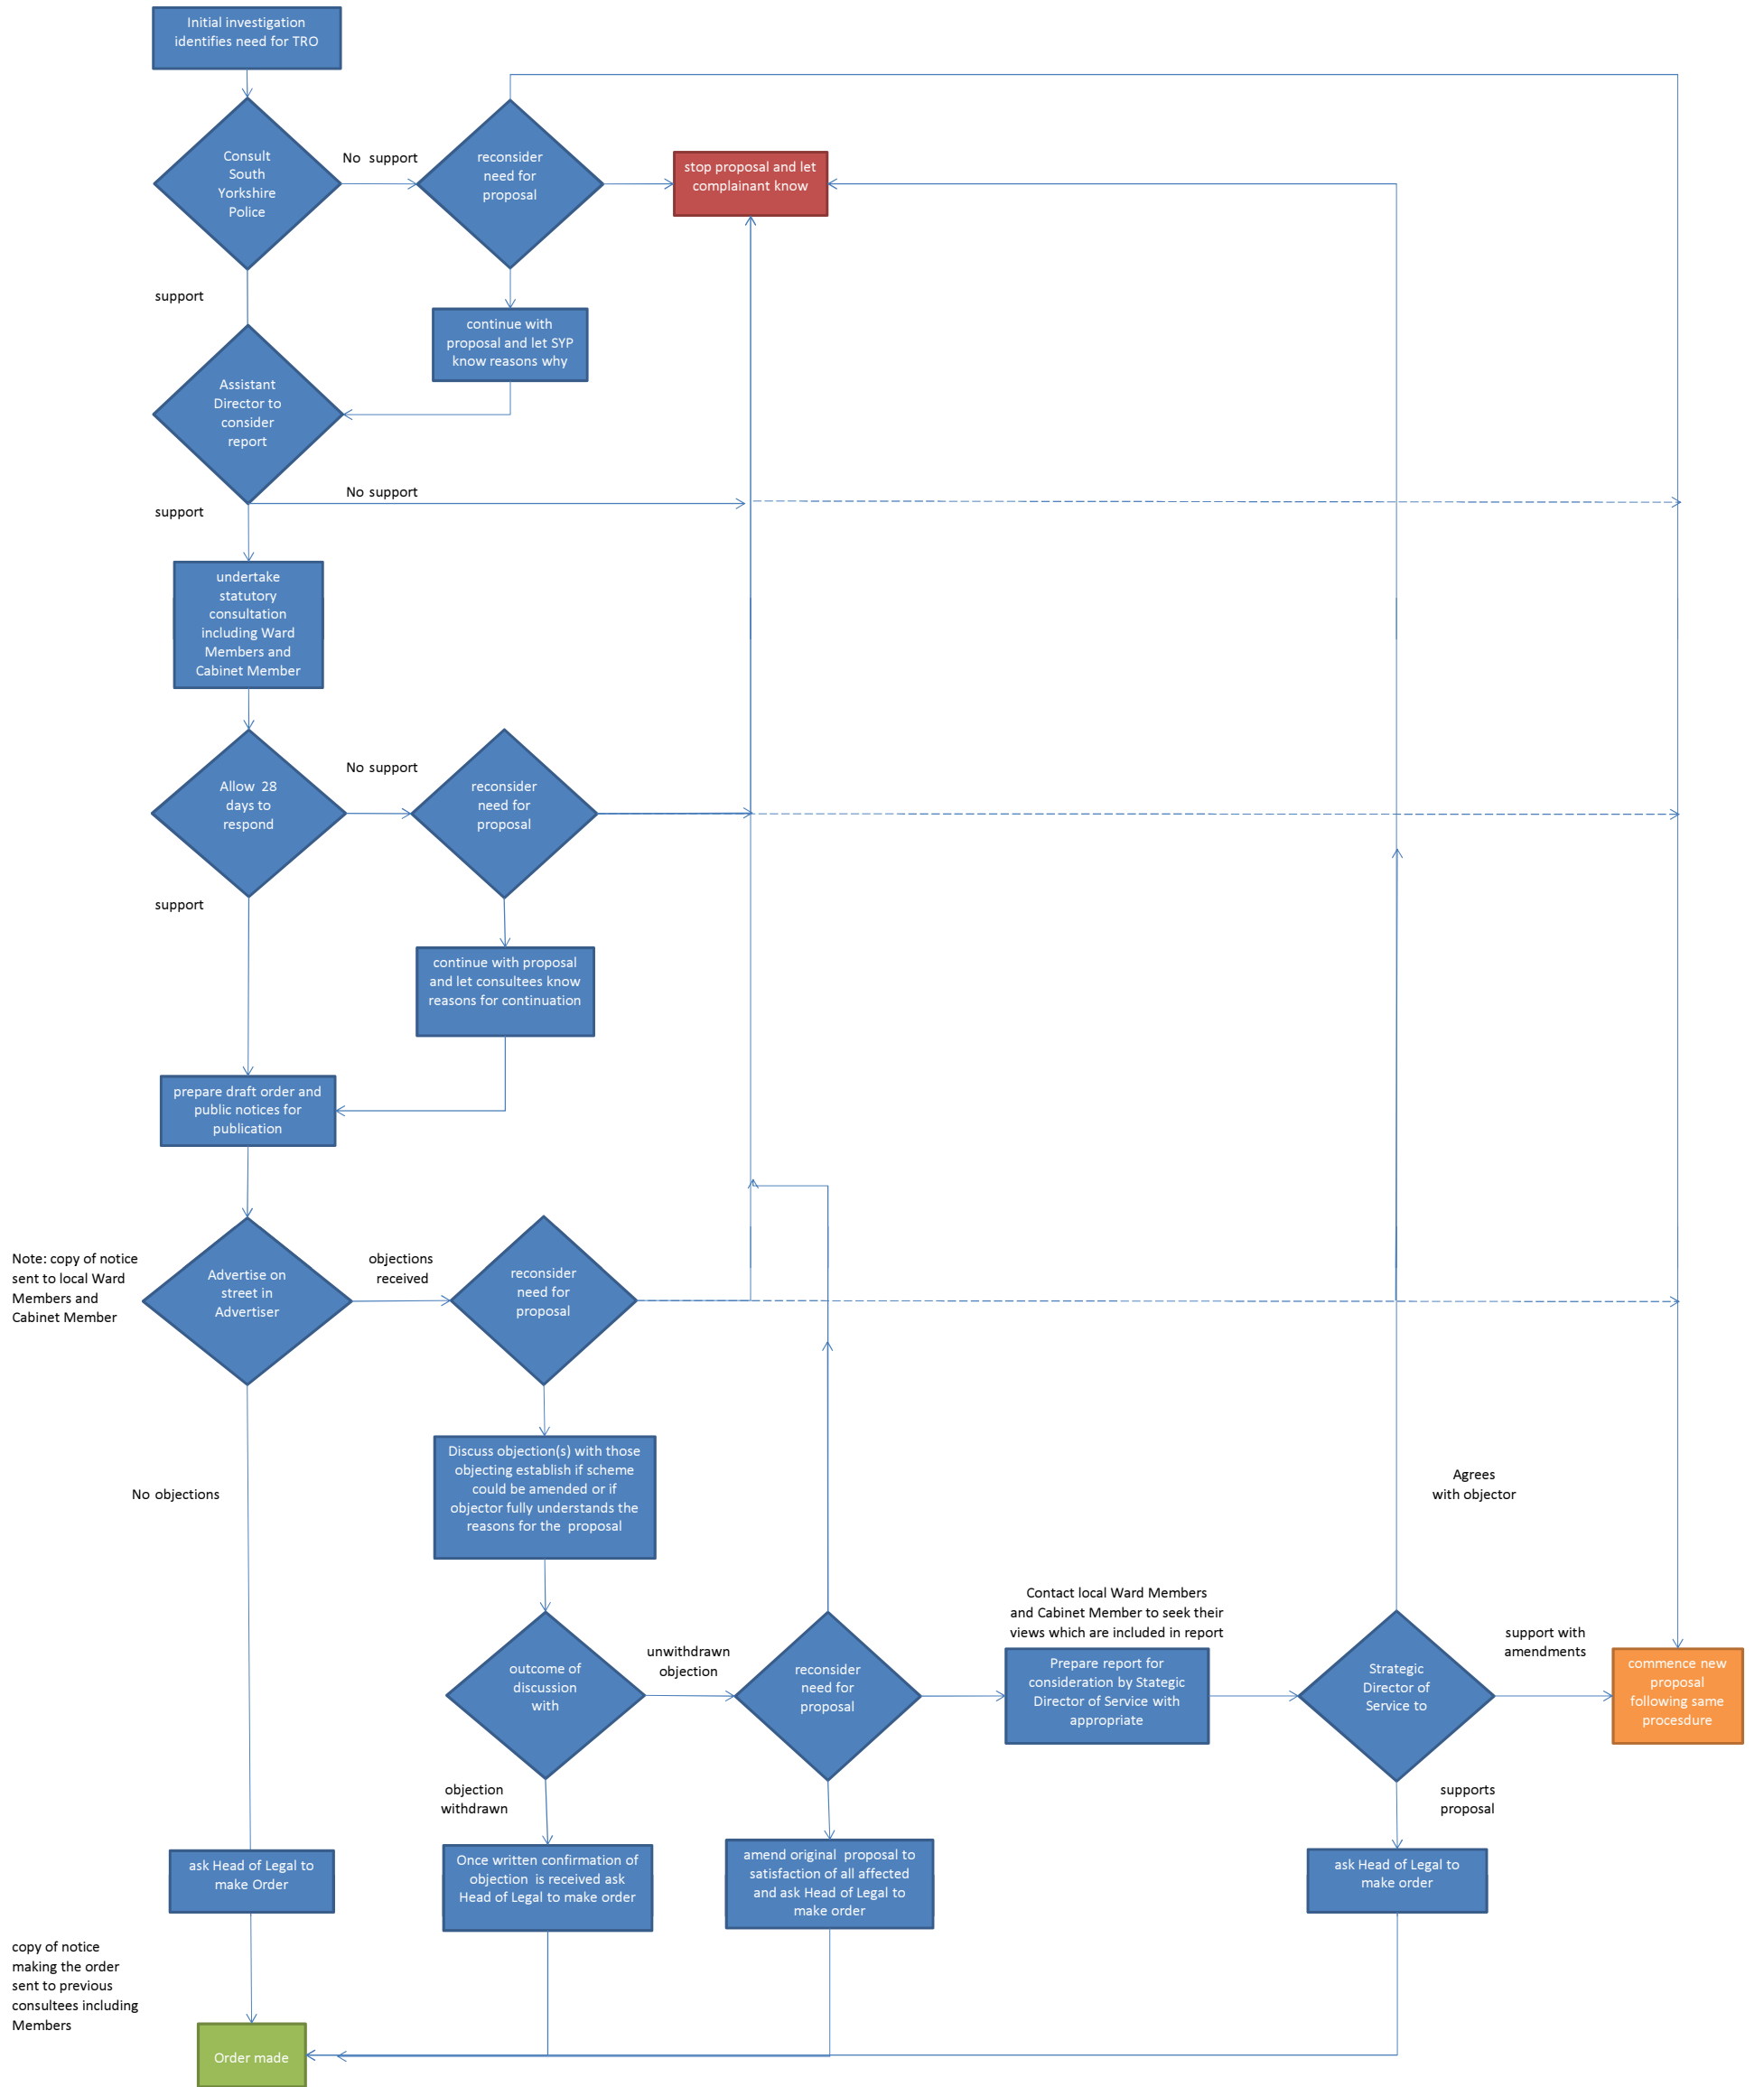 Initial investigation
identifies need for TRO
Consult
South
Yorkshire
Police
No support
reconsider
need for
proposal
stop proposal and let
complainant know
support
continue with
proposal and let SYP
know reasons why
Assistant
Director to
consider
report
No support
support
undertake
statutory
consultation
including Ward
Members and
Cabinet Member
Allow 28
days to
respond
No support
reconsider
need for
proposal
support
continue with proposal
and let consultees know
reasons for continuation
prepare draft order and
public notices for
publication
Note: copy of notice
sent to local Ward
Members and
Cabinet Member
Advertise on
street in
Advertiser
objections
received
reconsider
need for
proposal
Discuss objection(s) with those
objecting establish if scheme
could be amended or if
objector fully understands the
reasons for the proposal
No objections
Agrees
with objector
outcome of
discussion
with
unwithdrawn
objection
reconsider
need for
proposal
Contact local Ward Members
and Cabinet Member to seek their
views which are included in report
Prepare report for
consideration by Stategic
Director of Service with
appropriate
Strategic
Director of
Service to
support with
amendments
commence new
proposal
following same
procesdure
objection
withdrawn
supports
proposal
ask Head of Legal to
make Order
Once written confirmation of
objection is received ask
Head of Legal to make order
amend original proposal to
satisfaction of all affected
and ask Head of Legal to
make order
ask Head of Legal to
make order
copy of notice
making the order
sent to previous
consultees including
Members
Order made